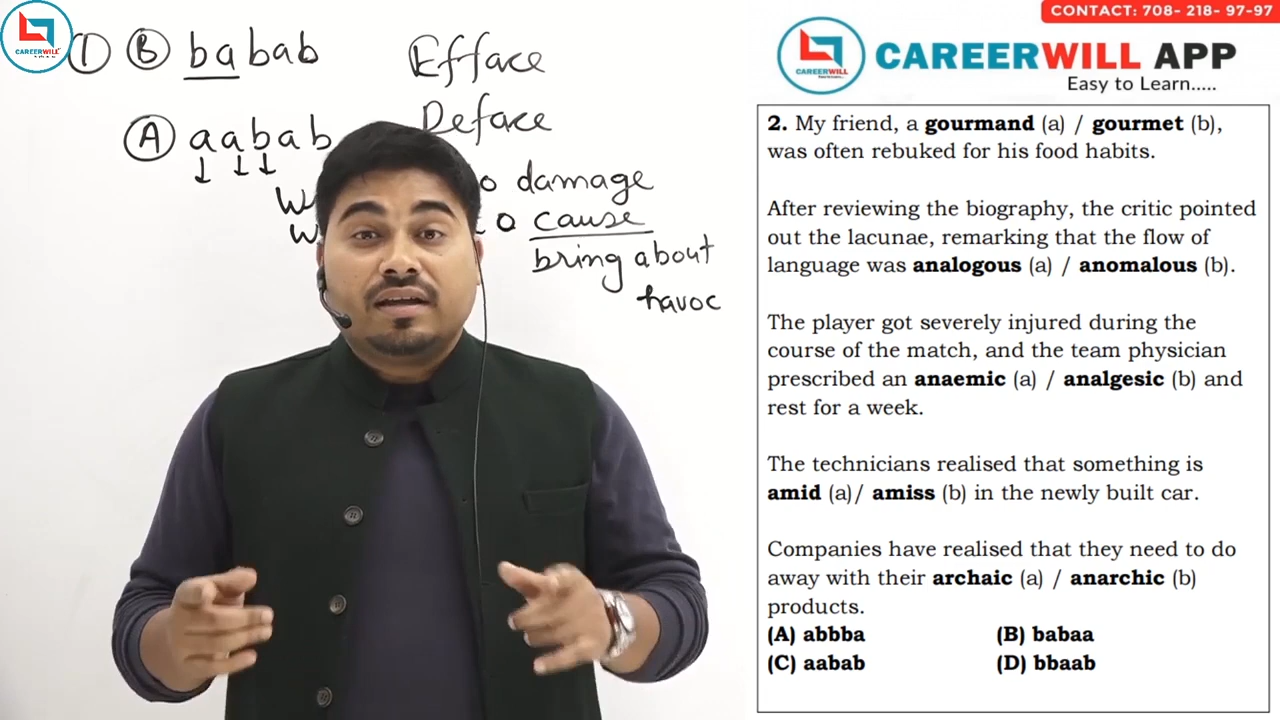 CONTACT: 708- 218- 97-97
CAREERWILL
CAREERWILL
CAREERWILL APP
Easy to Learn.....
① Ⓑ babab
Ⓐ aabab
Efface
Deface
damage
cause
bring about
havoc
2. My friend, a gourmand (a) / gourmet (b),
was often rebuked for his food habits.
After reviewing the biography, the critic pointed
out the lacunae, remarking that the flow of
language was analogous (a) / anomalous (b).
The player got severely injured during the
course of the match, and the team physician
prescribed an anaemic (a) / analgesic (b) and
rest for a week.
The technicians realised that something is
amid (a)/ amiss (b) in the newly built car.
Companies have realised that they need to do
away with their archaic (a) / anarchic (b)
products.
(A) abbba (B) babaa
(C) aabab (D) bbaab